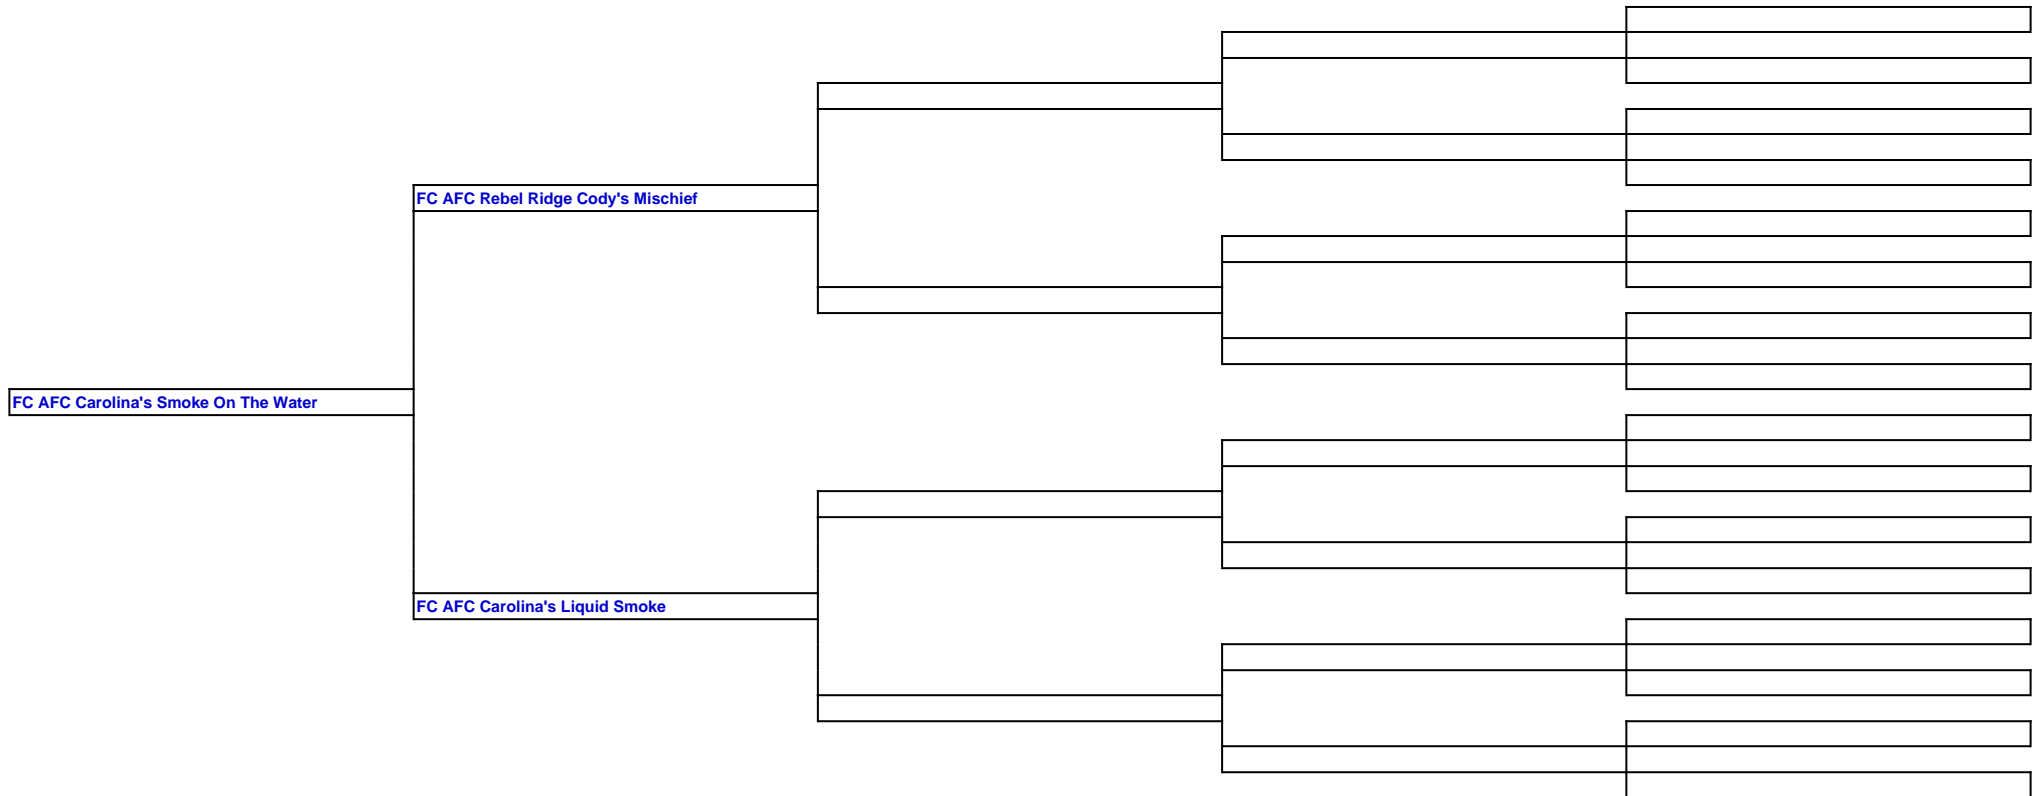 FC AFC Rebel Ridge Cody's Mischief
FC AFC Carolina's Smoke On The Water
FC AFC Carolina's Liquid Smoke